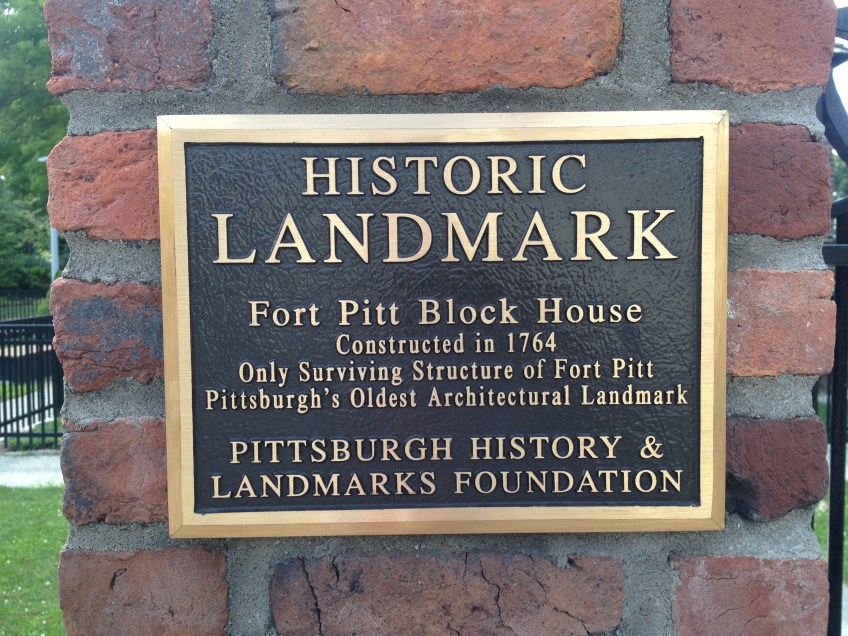 HISTORIC
LANDMARK
Fort Pitt Block House
Constructed in 1764
Only Surviving Structure of Fort Pitt
Pittsburgh's Oldest Architectural Landmark
PITTSBURGH HISTORY &
LANDMARKS FOUNDATION